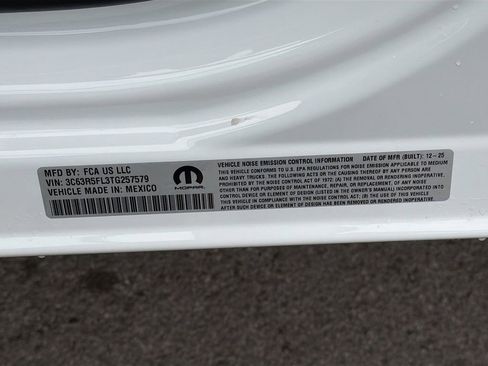 MFD BY: FCA US LLC
VIN: 3C63R5FL3TG257579
VEHICLE MADE IN: MEXICO
MOPAR.
VEHICLE NOISE EMISSION CONTROL INFORMATION DATE OF MFR (BUILT): 12-25
THIS VEHICLE CONFORMS TO U.S. EPA REGULATIONS FOR NOISE EMISSION APPLICABLE TO MEDIUM
AND HEAVY TRUCKS. THE FOLLOWING ACTS OR THE CAUSING THEREOF BY ANY PERSON ARE
PROHIBITED BY THE NOISE CONTROL ACT OF 1972: (A) THE REMOVAL OR RENDERING INOPERATIVE,
OTHER THAN FOR PURPOSES OF MAINTENANCE, REPAIR, OR REPLACEMENT, OF ANY NOISE
CONTROL DEVICE OR ELEMENT OF DESIGN (LISTED IN THE OWNER'S MANUAL) INCORPORATED INTO
THIS VEHICLE IN COMPLIANCE WITH THE NOISE CONTROL ACT; (B) THE USE OF THIS VEHICLE
AFTER SUCH DEVICE OR ELEMENT OF DESIGN HAS BEEN REMOVED OR RENDERED INOPERATIVE